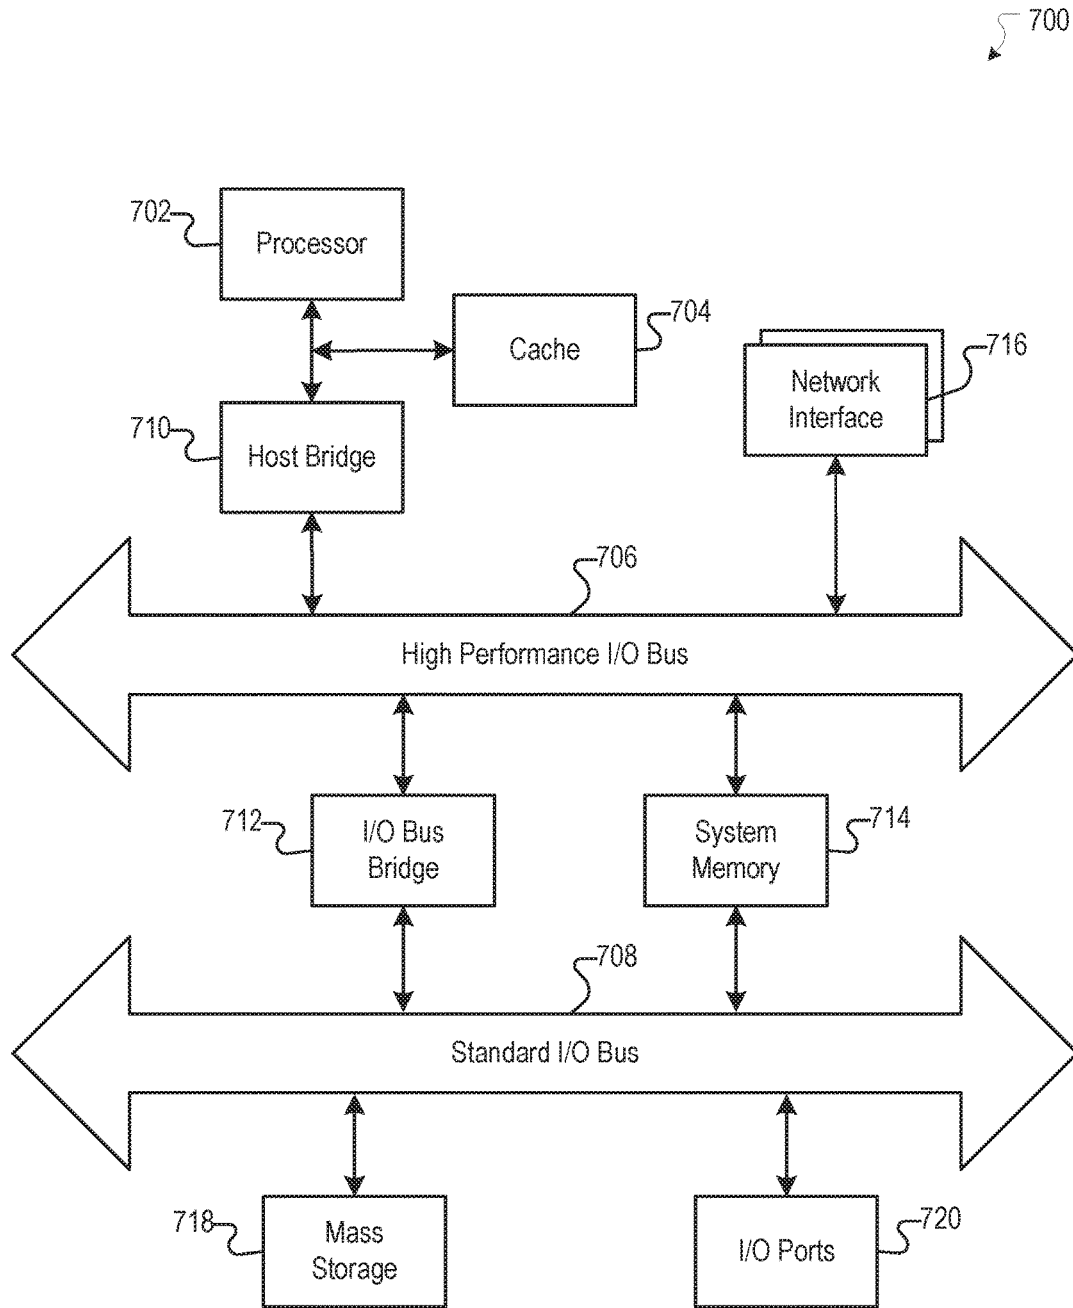 700
702
Processor
704
Cache
716
Network
Interface
710
Host Bridge
706
High Performance I/O Bus
712
I/O Bus
Bridge
System
Memory
714
708
Standard I/O Bus
718
Mass
Storage
I/O Ports
720